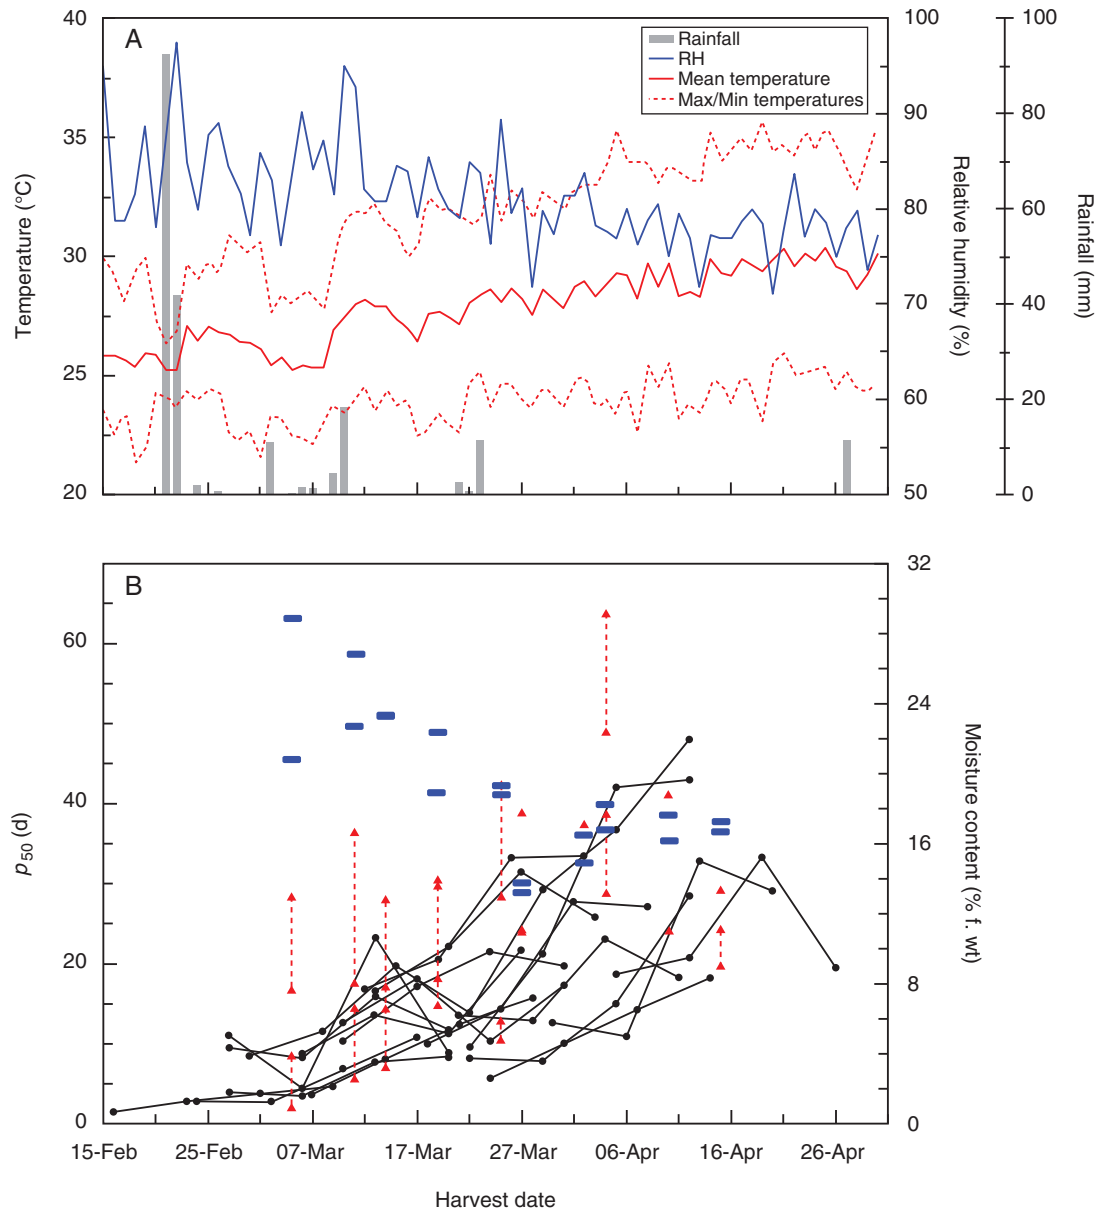 A
Rainfall
RH
Mean temperature
Max/Min temperatures
40
35
30
25
20
Temperature (°C)
100
90
80
70
60
50
Relative humidity (%)
100
80
60
40
20
0
Rainfall (mm)
B
60
40
20
0
p50 (d)
32
24
16
8
0
Moisture content (% f. wt)
15-Feb 25-Feb 07-Mar 17-Mar 27-Mar 06-Apr 16-Apr 26-Apr
Harvest date